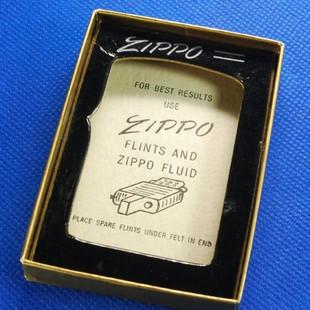 ZIPPO
FOR BEST RESULTS
USE
ZIPPO
FLINTS AND
ZIPPO FLUID
PLACE SPARE FLINTS UNDER FELT IN END